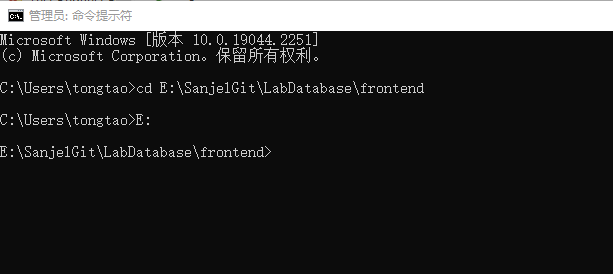 管理员: 命令提示符
Microsoft Windows [版本 10.0.19044.2251]
(c) Microsoft Corporation。保留所有权利。
C:\Users\tongtao>cd E:\SanjelGit\LabDatabase\frontend
C:\Users\tongtao>E:
E:\SanjelGit\LabDatabase\frontend>